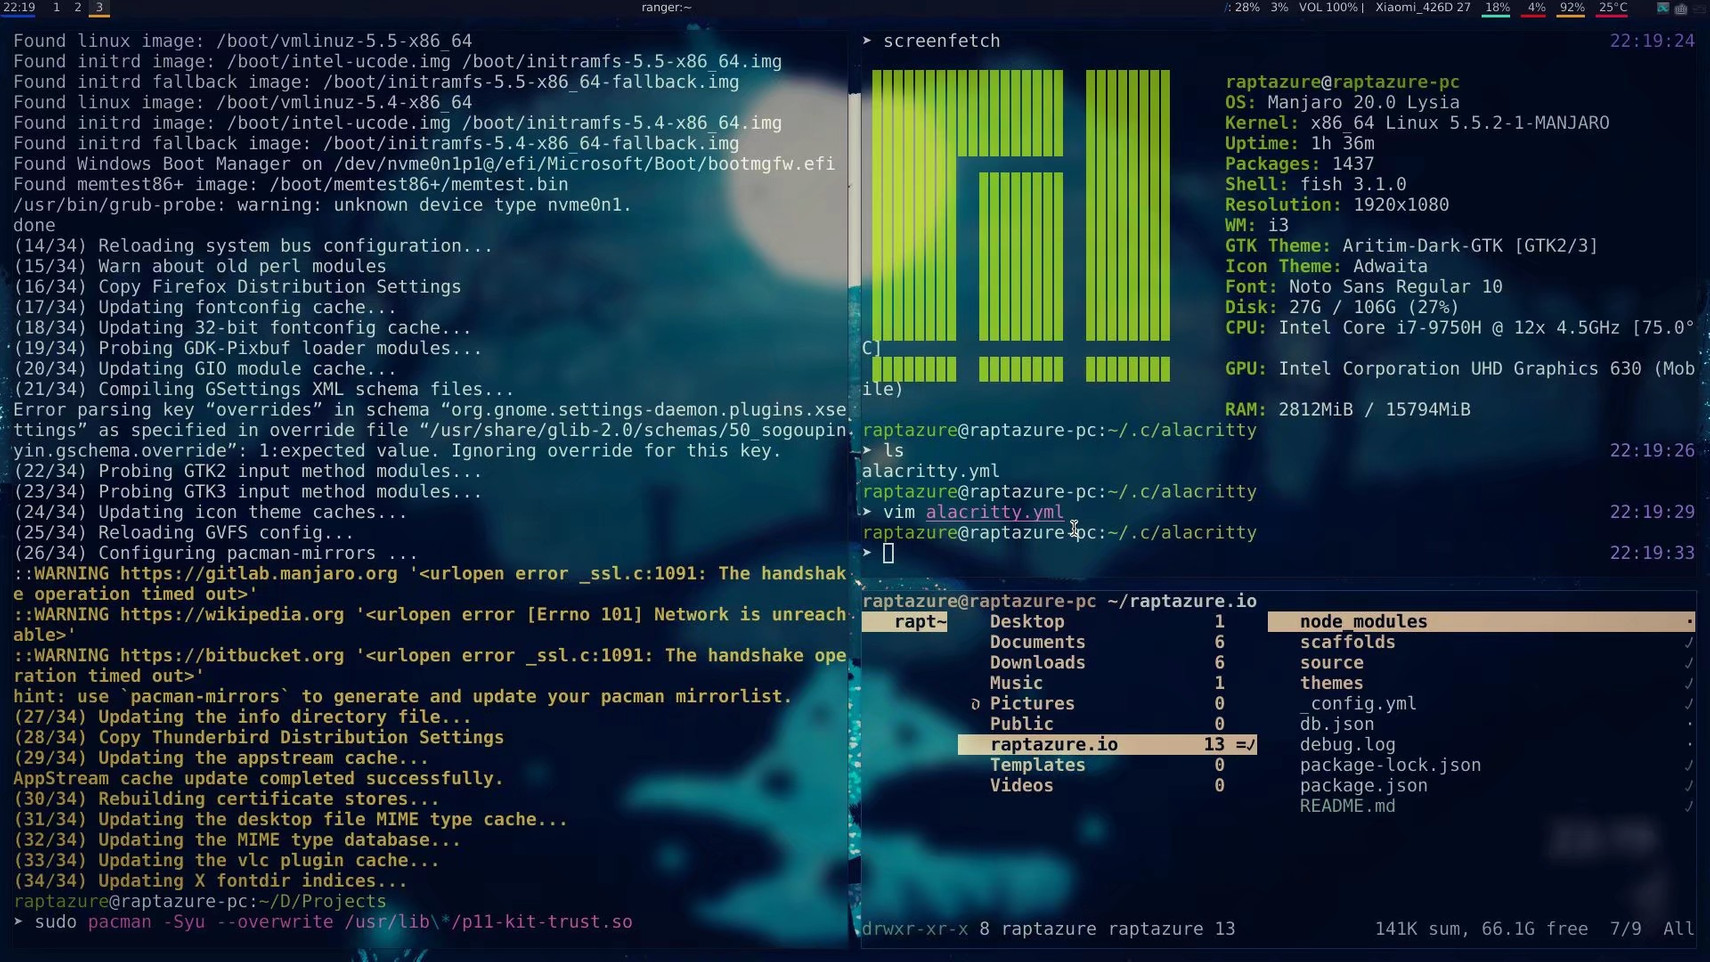 22:19 1 2 3
ranger:~
/: 28% 3% VOL 100% | Xiaomi_426D 27 18% 4% 92% 25°C
Found linux image: /boot/vmlinuz-5.5-x86_64
Found initrd image: /boot/intel-ucode.img /boot/initramfs-5.5-x86_64.img
Found initrd fallback image: /boot/initramfs-5.5-x86_64-fallback.img
Found linux image: /boot/vmlinuz-5.4-x86_64
Found initrd image: /boot/intel-ucode.img /boot/initramfs-5.4-x86_64.img
Found initrd fallback image: /boot/initramfs-5.4-x86_64-fallback.img
Found Windows Boot Manager on /dev/nvme0n1p1@/efi/Microsoft/Boot/bootmgfw.efi
Found memtest86+ image: /boot/memtest86+/memtest.bin
/usr/bin/grub-probe: warning: unknown device type nvme0n1.
done
(14/34) Reloading system bus configuration...
(15/34) Warn about old perl modules
(16/34) Copy Firefox Distribution Settings
(17/34) Updating fontconfig cache...
(18/34) Updating 32-bit fontconfig cache...
(19/34) Probing GDK-Pixbuf loader modules...
(20/34) Updating GIO module cache...
(21/34) Compiling GSettings XML schema files...
Error parsing key “overrides” in schema “org.gnome.settings-daemon.plugins.xse
ttings” as specified in override file “/usr/share/glib-2.0/schemas/50_sogoupin
yin.gschema.override”: 1:expected value. Ignoring override for this key.
(22/34) Probing GTK2 input method modules...
(23/34) Probing GTK3 input method modules...
(24/34) Updating icon theme caches...
(25/34) Reloading GVFS config...
(26/34) Configuring pacman-mirrors ...
::WARNING https://gitlab.manjaro.org '<urlopen error _ssl.c:1091: The handshak
e operation timed out>'
::WARNING https://wikipedia.org '<urlopen error [Errno 101] Network is unreach
able>'
::WARNING https://bitbucket.org '<urlopen error _ssl.c:1091: The handshake ope
ration timed out>'
hint: use `pacman-mirrors` to generate and update your pacman mirrorlist.
(27/34) Updating the info directory file...
(28/34) Copy Thunderbird Distribution Settings
(29/34) Updating the appstream cache...
AppStream cache update completed successfully.
(30/34) Rebuilding certificate stores...
(31/34) Updating the desktop file MIME type cache...
(32/34) Updating the MIME type database...
(33/34) Updating the vlc plugin cache...
(34/34) Updating X fontdir indices...
raptazure@raptazure-pc:~/D/Projects
➤ sudo pacman -Syu --overwrite /usr/lib\*/p11-kit-trust.so
➤ screenfetch 22:19:24
raptazure@raptazure-pc
OS: Manjaro 20.0 Lysia
Kernel: x86_64 Linux 5.5.2-1-MANJARO
Uptime: 1h 36m
Packages: 1437
Shell: fish 3.1.0
Resolution: 1920x1080
WM: i3
GTK Theme: Aritim-Dark-GTK [GTK2/3]
Icon Theme: Adwaita
Font: Noto Sans Regular 10
Disk: 27G / 106G (27%)
CPU: Intel Core i7-9750H @ 12x 4.5GHz [75.0°
C]
GPU: Intel Corporation UHD Graphics 630 (Mob
ile)
RAM: 2812MiB / 15794MiB
raptazure@raptazure-pc:~/.c/alacritty
➤ ls 22:19:26
alacritty.yml
raptazure@raptazure-pc:~/.c/alacritty
➤ vim alacritty.yml 22:19:29
raptazure@raptazure-pc:~/.c/alacritty
➤ 22:19:33
raptazure@raptazure-pc ~/raptazure.io
rapt~ Desktop 1 node_modules ·
Documents 6 scaffolds ✓
Downloads 6 source ✓
Music 1 themes ✓
Pictures 0 _config.yml ✓
Public 0 db.json ·
raptazure.io 13 =✓ debug.log ·
Templates 0 package-lock.json ✓
Videos 0 package.json ✓
README.md ✓
22:19
drwxr-xr-x 8 raptazure raptazure 13 141K sum, 66.1G free 7/9 All